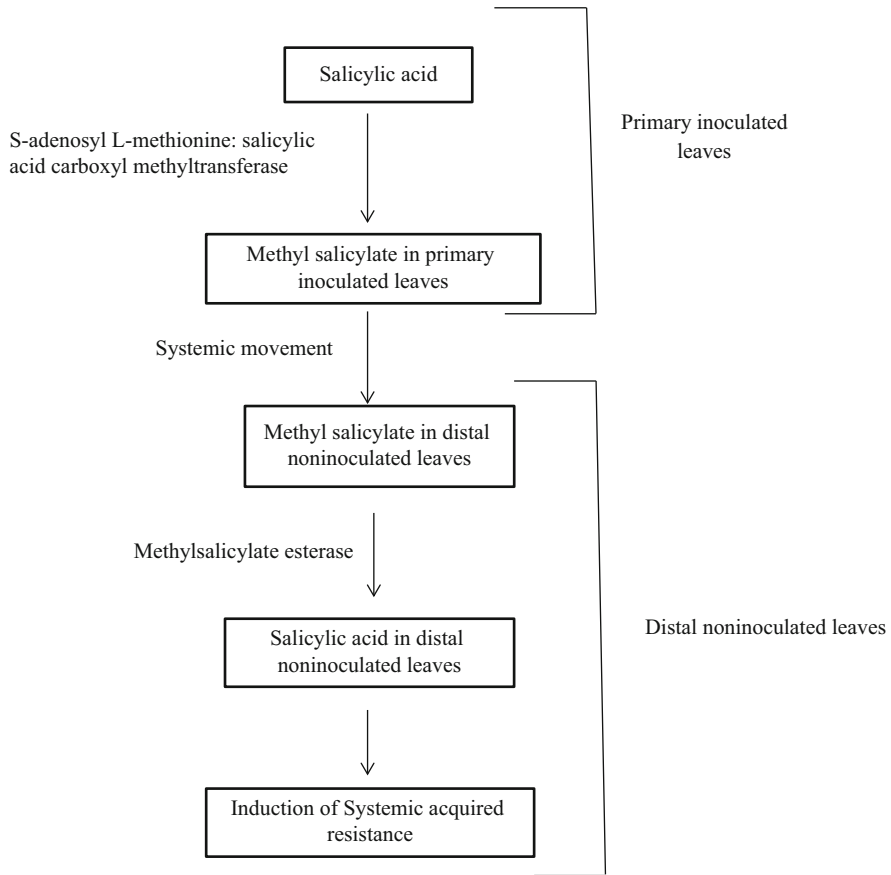 Salicylic acid
S-adenosyl L-methionine: salicylic
acid carboxyl methyltransferase
Primary inoculated
leaves
Methyl salicylate in primary
inoculated leaves
Systemic movement
Methyl salicylate in distal
noninoculated leaves
Methylsalicylate esterase
Salicylic acid in distal
noninoculated leaves
Distal noninoculated leaves
Induction of Systemic acquired
resistance